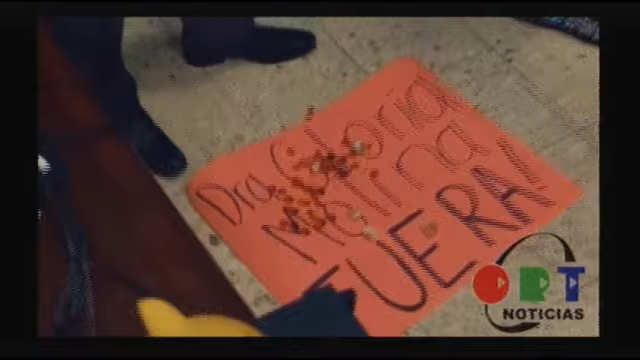 Dra. Gloria
Molina
FUERA!
ORT
NOTICIAS